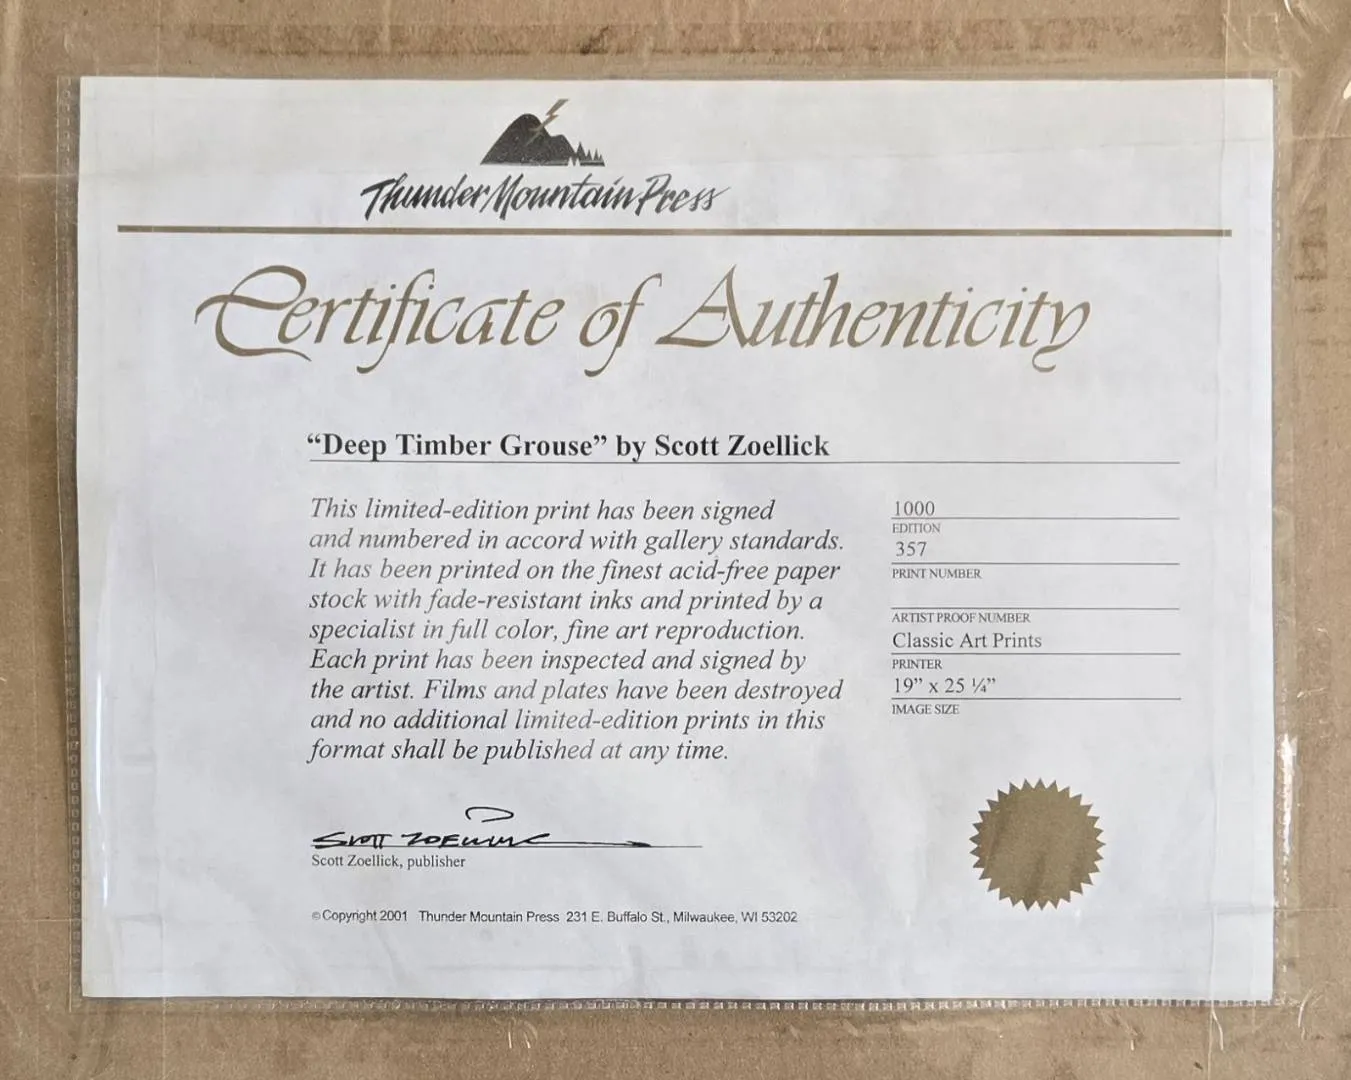 Thunder Mountain Press
Certificate of Authenticity
“Deep Timber Grouse” by Scott Zoellick
This limited-edition print has been signed
and numbered in accord with gallery standards.
It has been printed on the finest acid-free paper
stock with fade-resistant inks and printed by a
specialist in full color, fine art reproduction.
Each print has been inspected and signed by
the artist. Films and plates have been destroyed
and no additional limited-edition prints in this
format shall be published at any time.
1000
EDITION
357
PRINT NUMBER
ARTIST PROOF NUMBER
Classic Art Prints
PRINTER
19” x 25 ¼”
IMAGE SIZE
Scott Zoellick
Scott Zoellick, publisher
© Copyright 2001 Thunder Mountain Press 231 E. Buffalo St., Milwaukee, WI 53202